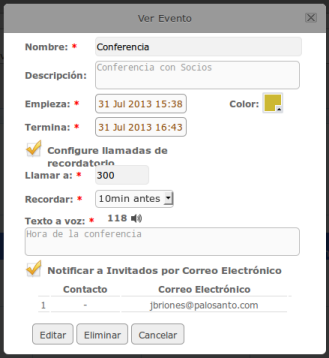 Ver Evento
Nombre: * Conferencia
Descripción: Conferencia con Socios
Empieza: * 31 Jul 2013 15:38 Color:
Termina: * 31 Jul 2013 16:43
Configure llamadas de
recordatorio
Llamar a: * 300
Recordar: * 10min antes
Texto a voz: * 118
Hora de la conferencia
Notificar a Invitados por Correo Electrónico
Contacto Correo Electrónico
1 - jbriones@palosanto.com
Editar Eliminar Cancelar